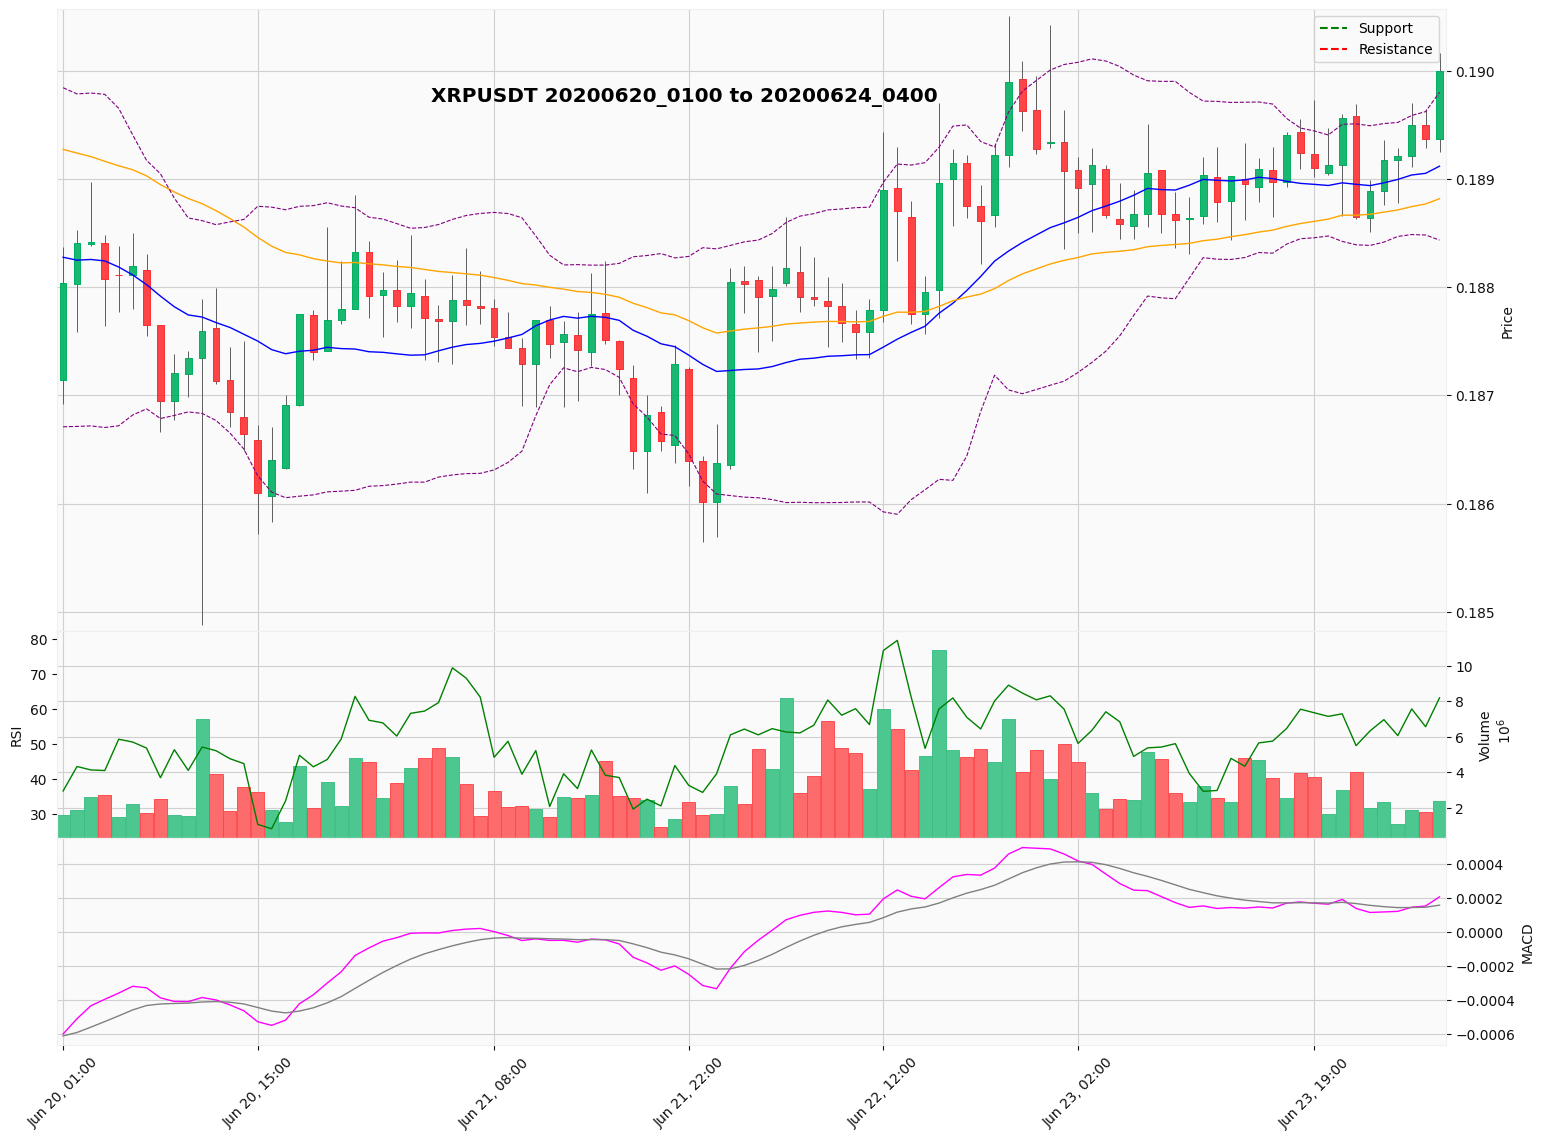 XRPUSDT 20200620_0100 to 20200624_0400
Support
Resistance
0.190
0.189
0.188
0.187
0.186
0.185
Price
80
70
60
50
40
30
RSI
10
8
6
4
2
Volume
10^6
0.0004
0.0002
0.0000
−0.0002
−0.0004
−0.0006
MACD
Jun 20, 01:00
Jun 20, 15:00
Jun 21, 08:00
Jun 21, 22:00
Jun 22, 12:00
Jun 23, 02:00
Jun 23, 19:00